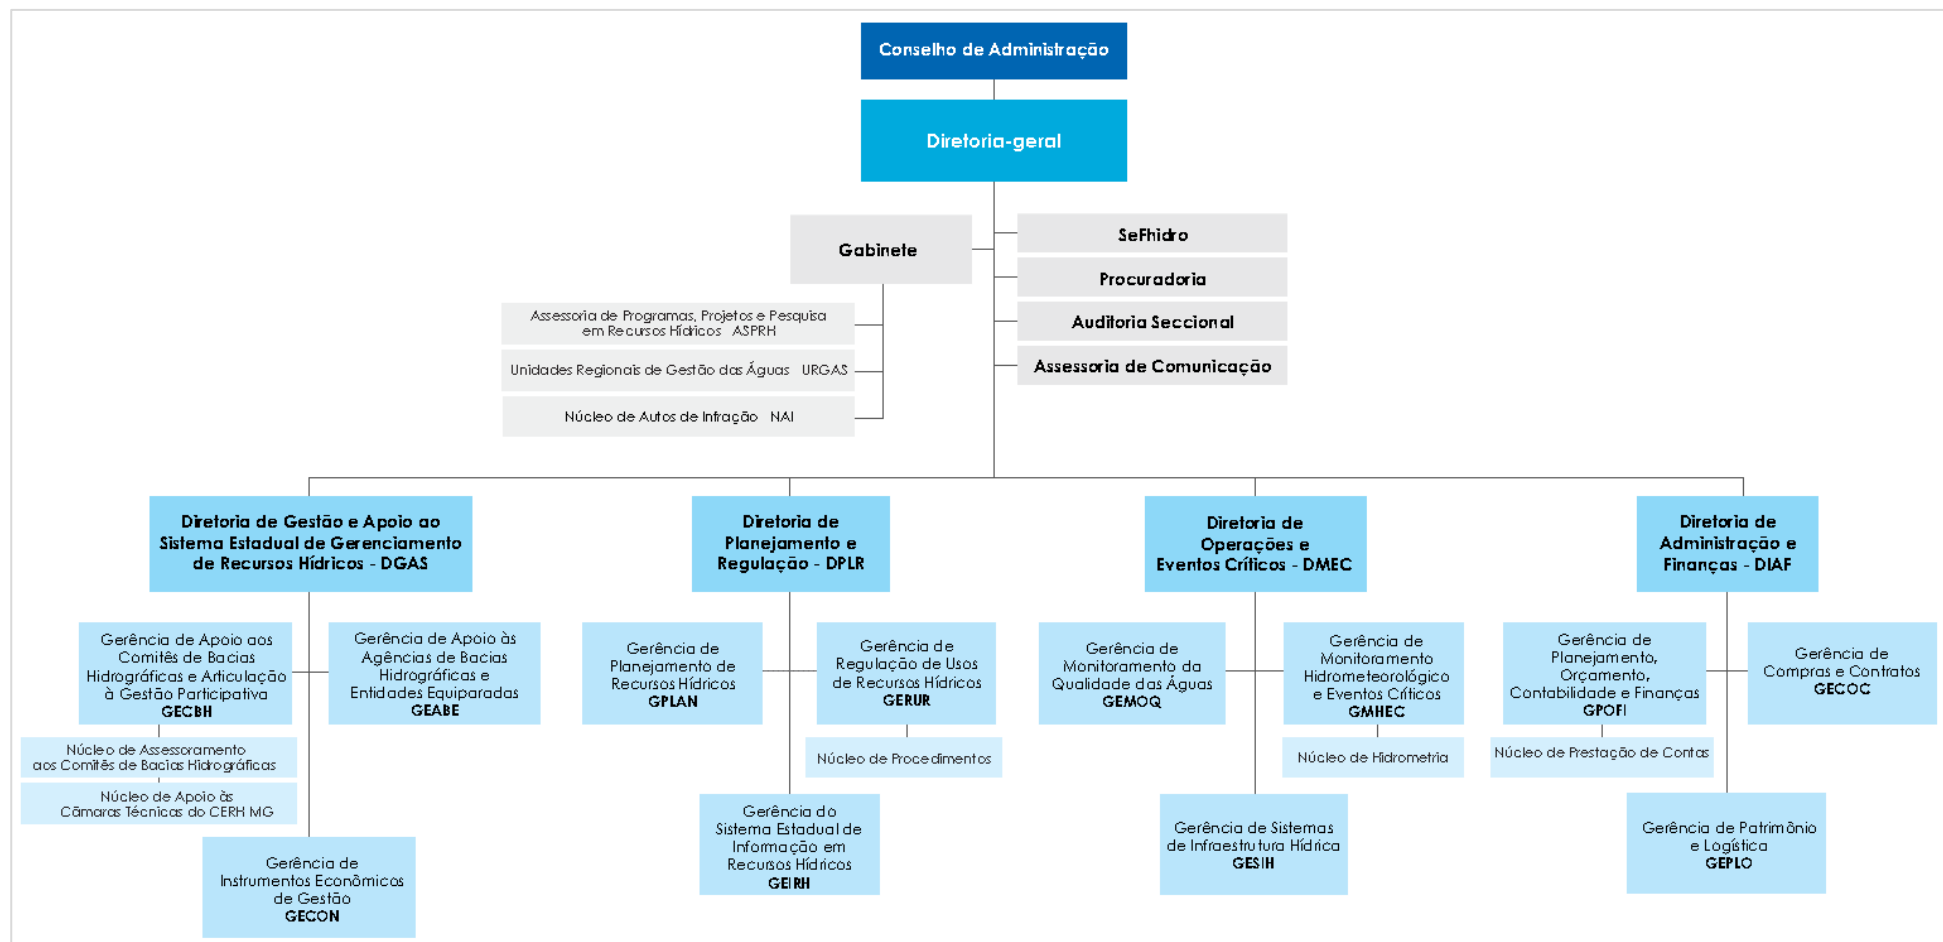 Conselho de Administração
Diretoria-geral
Gabinete
SeFhidro
Procuradoria
Auditoria Seccional
Assessoria de Comunicação
Assessoria de Programas, Projetos e Pesquisa
em Recursos Hídricos ASPRH
Unidades Regionais de Gestão das Águas URGAS
Núcleo de Autos de Infração NAI
Diretoria de Gestão e Apoio ao
Sistema Estadual de Gerenciamento
de Recursos Hídricos - DGAS
Gerência de Apoio aos
Comitês de Bacias
Hidrográficas e Articulação
à Gestão Participativa
GECBH
Gerência de Apoio às
Agências de Bacias
Hidrográficas e
Entidades Equiparadas
GEABE
Núcleo de Assessoramento
aos Comitês de Bacias Hidrográficas
Núcleo de Apoio às
Câmaras Técnicas do CERH MG
Gerência de
Instrumentos Econômicos
de Gestão
GECON
Diretoria de
Planejamento e
Regulação - DPLR
Gerência de
Planejamento de
Recursos Hídricos
GPLAN
Gerência de
Regulação de Usos
de Recursos Hídricos
GERUR
Núcleo de Procedimentos
Gerência do
Sistema Estadual de
Informação em
Recursos Hídricos
GEIRH
Diretoria de
Operações e
Eventos Críticos - DMEC
Gerência de
Monitoramento da
Qualidade das Águas
GEMOQ
Gerência de
Monitoramento
Hidrometeorológico
e Eventos Críticos
GMHEC
Núcleo de Hidrometria
Gerência de Sistemas
de Infraestrutura Hídrica
GESIH
Diretoria de
Administração e
Finanças - DIAF
Gerência de
Planejamento,
Orçamento,
Contabilidade e Finanças
GPOFI
Gerência de
Compras e Contratos
GECOC
Núcleo de Prestação de Contas
Gerência de Patrimônio
e Logística
GEPLO